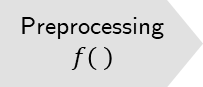 Preprocessing
f()